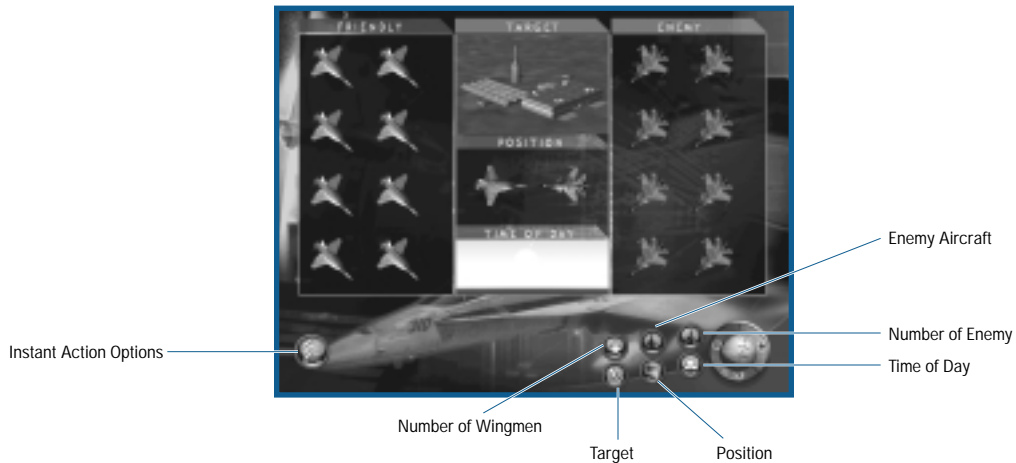 FRIENDLY
TARGET
ENEMY
POSITION
TIME OF DAY
Enemy Aircraft
Number of Enemy
Instant Action Options
Time of Day
Number of Wingmen
Target
Position